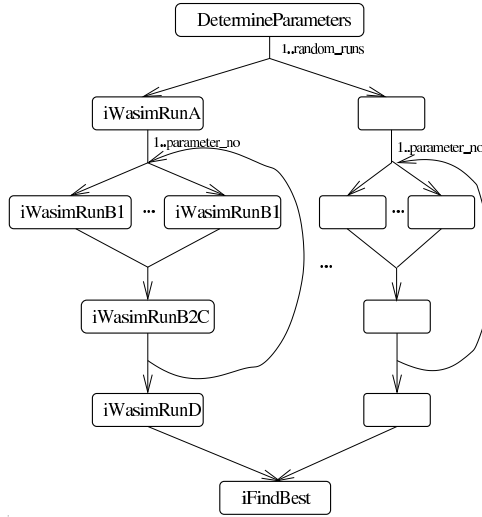 DetermineParameters
1..random_runs
iWasimRunA
1..parameter_no
1..parameter_no
iWasimRunB1 ... iWasimRunB1
...
...
iWasimRunB2C
iWasimRunD
iFindBest